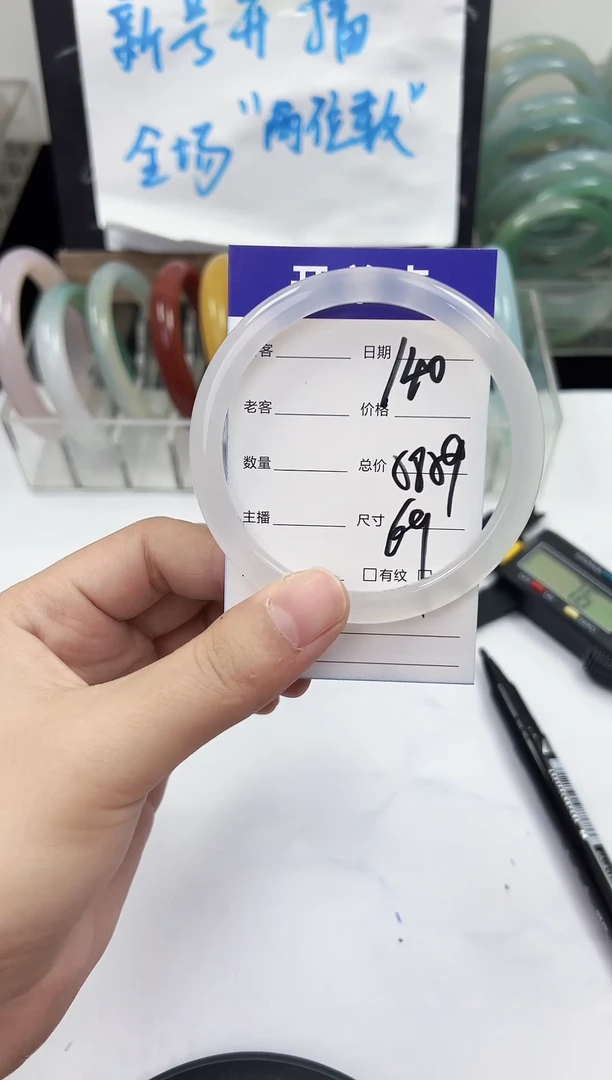 新号开播
全场"两位数"
客 日期 140
老客 价格
数量 总价
主播 尺寸 69
□有纹 □